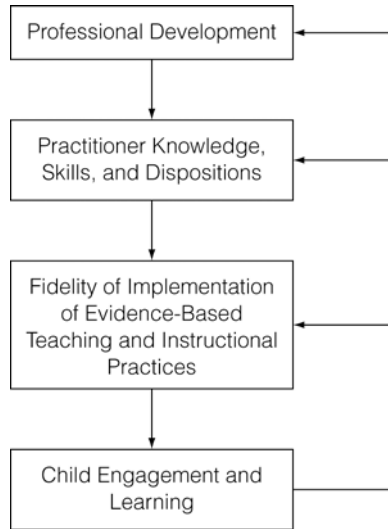 Professional Development
Practitioner Knowledge,
Skills, and Dispositions
Fidelity of Implementation
of Evidence-Based
Teaching and Instructional
Practices
Child Engagement and
Learning